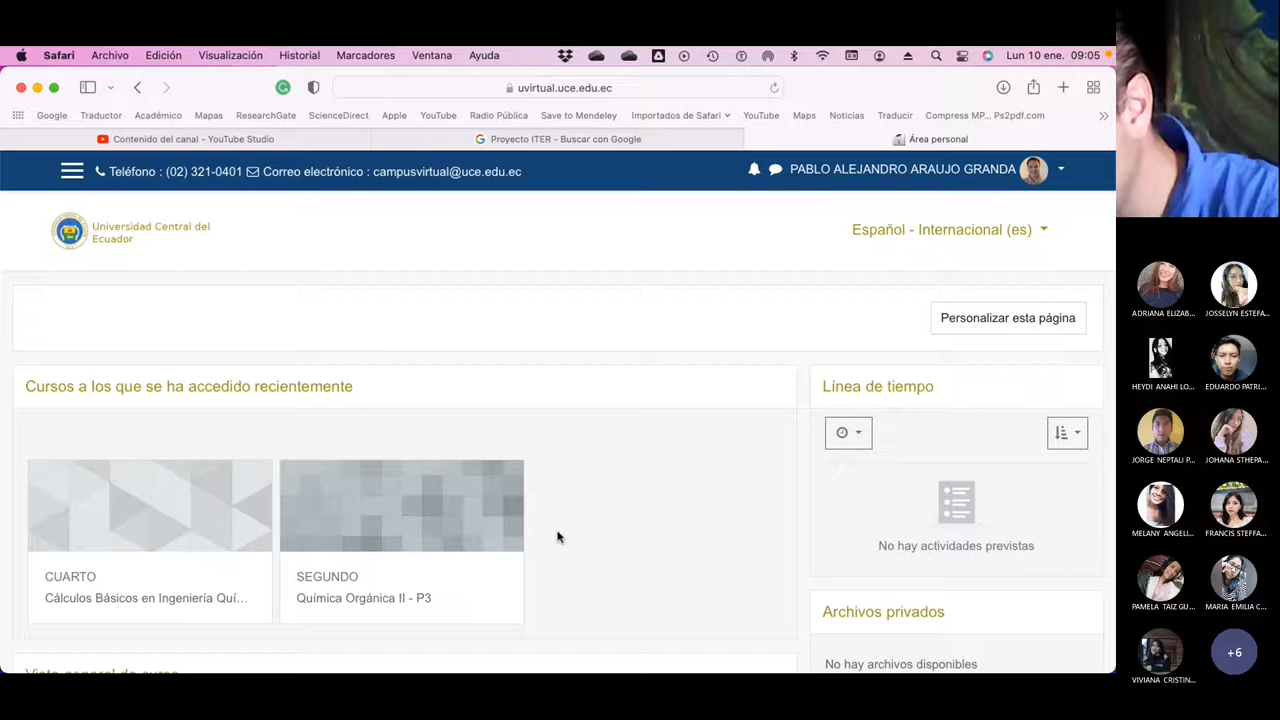 Safari Archivo Edición Visualización Historial Marcadores Ventana Ayuda Lun 10 ene. 09:05
uvirtual.uce.edu.ec
Google Traductor Académico Mapas ResearchGate ScienceDirect Apple YouTube Radio Pública Save to Mendeley Importados de Safari YouTube Maps Noticias Traducir Compress MP... Ps2pdf.com
Contenido del canal - YouTube Studio Proyecto ITER - Buscar con Google Área personal
Teléfono : (02) 321-0401 Correo electrónico : campusvirtual@uce.edu.ec PABLO ALEJANDRO ARAUJO GRANDA
Universidad Central del
Ecuador
Español - Internacional (es)
Personalizar esta página
Cursos a los que se ha accedido recientemente
CUARTO
Cálculos Básicos en Ingeniería Quí...
SEGUNDO
Química Orgánica II - P3
Línea de tiempo
No hay actividades previstas
Archivos privados
No hay archivos disponibles
Vista general de curso
ADRIANA ELIZAB... JOSSELYN ESTEFA...
HEYDI ANAHI LO... EDUARDO PATRI...
JORGE NEPTALI P... JOHANA STHEPA...
MELANY ANGELI... FRANCIS STEFFA...
PAMELA TAIZ GU... MARIA EMILIA C...
VIVIANA CRISTIN... +6